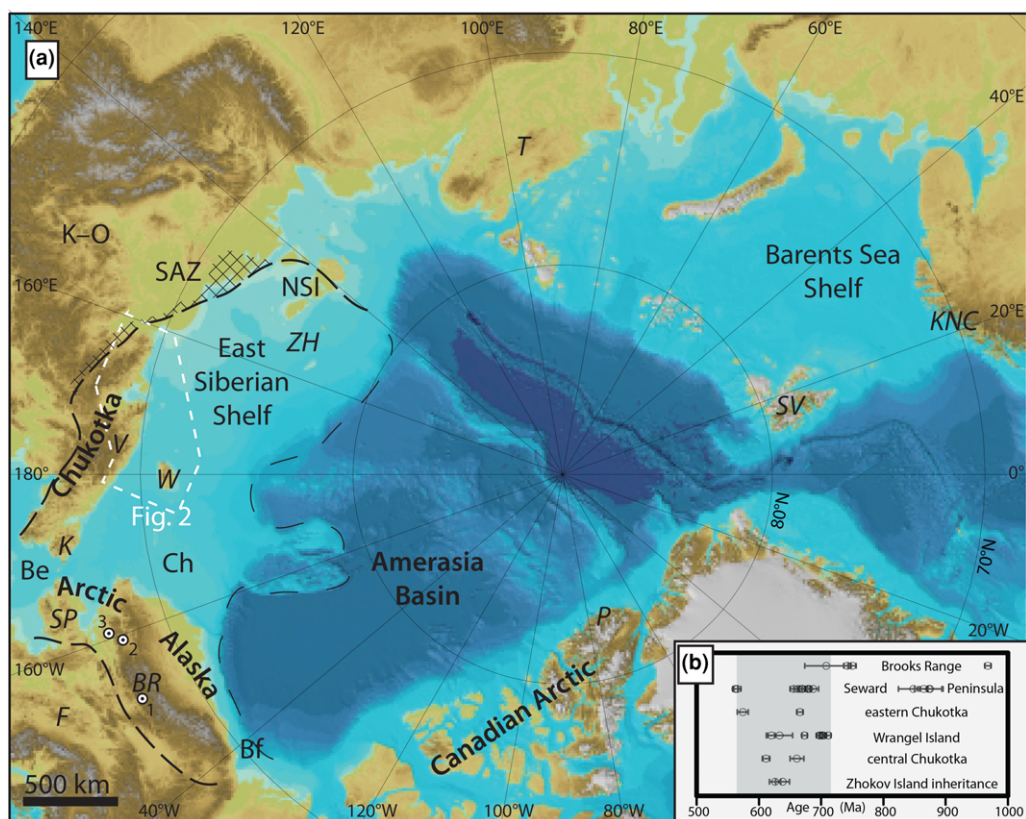 140°E
120°E
100°E
80°E
60°E
(a)
40°E
T
K–O
160°E
SAZ
NSI
Barents Sea
Shelf
ZH
KNC
20°E
East
Siberian
Shelf
SV
Chukotka
V
W
180°
0°
Fig. 2
80°N
70°N
K
Ch
Be
Amerasia
Basin
Arctic
Alaska
SP
3
2
P
20°W
160°W
BR
1
F
Canadian Arctic
Bf
500 km
140°W
120°W
100°W
80°W
(b)
Brooks Range
Seward
Peninsula
eastern Chukotka
Wrangel Island
central Chukotka
Zhokov Island inheritance
500
600
700
800
900
1000
Age (Ma)